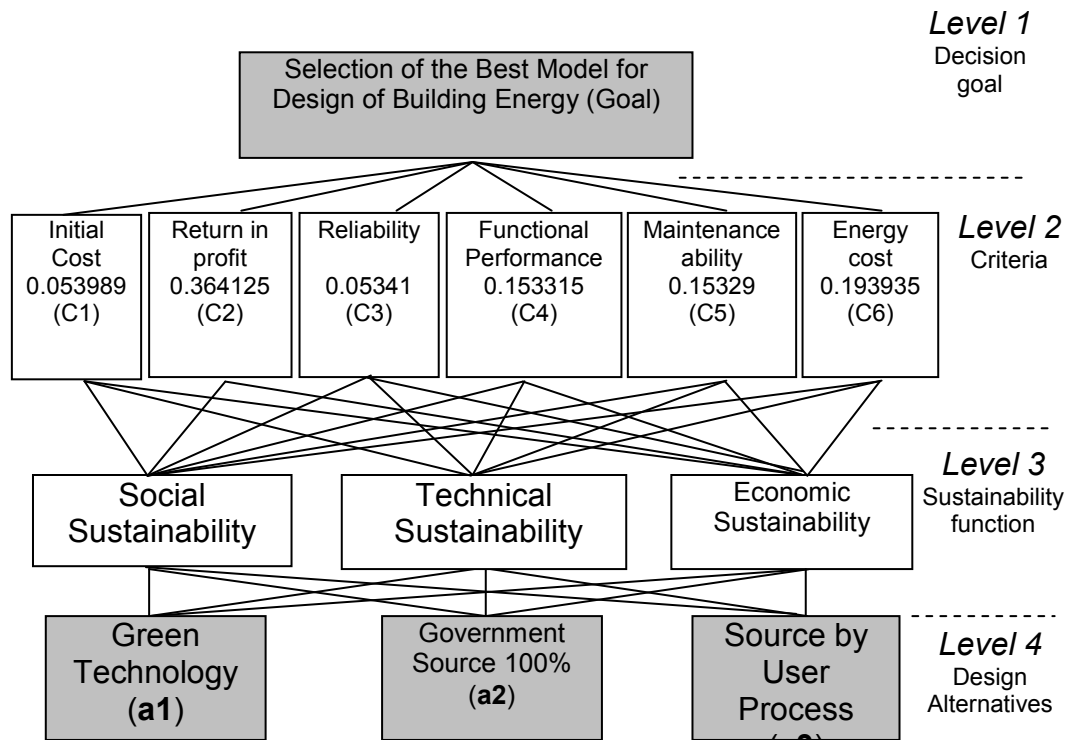 Level 1
Decision
goal
Selection of the Best Model for
Design of Building Energy (Goal)
Initial
Cost
0.053989
(C1)
Return in
profit
0.364125
(C2)
Reliability
0.05341
(C3)
Functional
Performance
0.153315
(C4)
Maintenance
ability
0.15329
(C5)
Energy
cost
0.193935
(C6)
Level 2
Criteria
Social
Sustainability
Technical
Sustainability
Economic
Sustainability
Level 3
Sustainability
function
Green
Technology
(a1)
Government
Source 100%
(a2)
Source by
User
Process
Level 4
Design
Alternatives